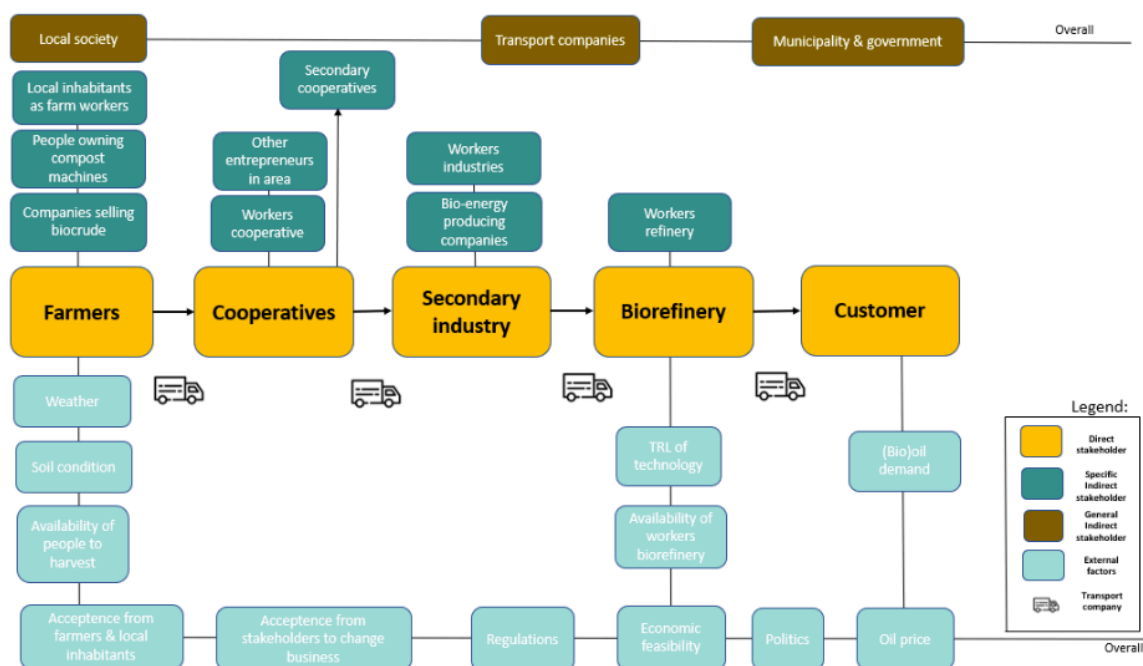 Local society
Transport companies
Municipality & government
Overall
Local inhabitants
as farm workers
People owning
compost
machines
Companies selling
biocrude
Secondary
cooperatives
Other
entrepreneurs
in area
Workers
cooperative
Workers
industries
Bio-energy
producing
companies
Workers
refinery
Farmers
Cooperatives
Secondary
industry
Biorefinery
Customer
Weather
Soil condition
Availability of
people to
harvest
TRL of
technology
Availability of
workers
biorefinery
(Bio)oil
demand
Acceptence from
farmers & local
inhabitants
Acceptance from
stakeholders to change
business
Regulations
Economic
feasibility
Politics
Oil price
Overall
Legend:
Direct
stakeholder
Specific
Indirect
stakeholder
General
Indirect
stakeholder
External
factors
Transport
company